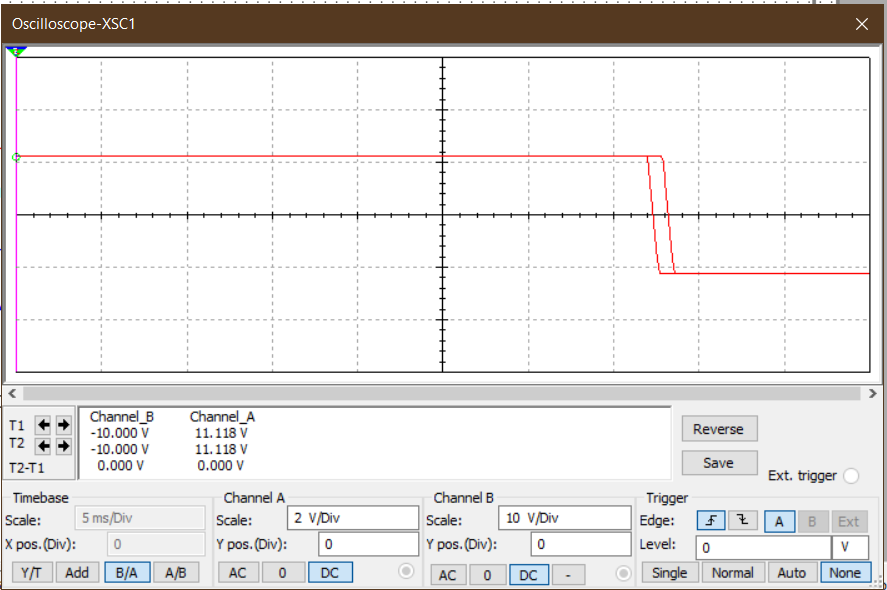 Oscilloscope-XSC1
T1
T2
T2-T1
Channel_B Channel_A
-10.000 V 11.118 V
-10.000 V 11.118 V
0.000 V 0.000 V
Reverse
Save
Ext. trigger
Timebase
Scale: 5 ms/Div
X pos.(Div): 0
Y/T Add B/A A/B
Channel A
Scale: 2 V/Div
Y pos.(Div): 0
AC 0 DC
Channel B
Scale: 10 V/Div
Y pos.(Div): 0
AC 0 DC -
Trigger
Edge: A B Ext
Level: 0 V
Single Normal Auto None